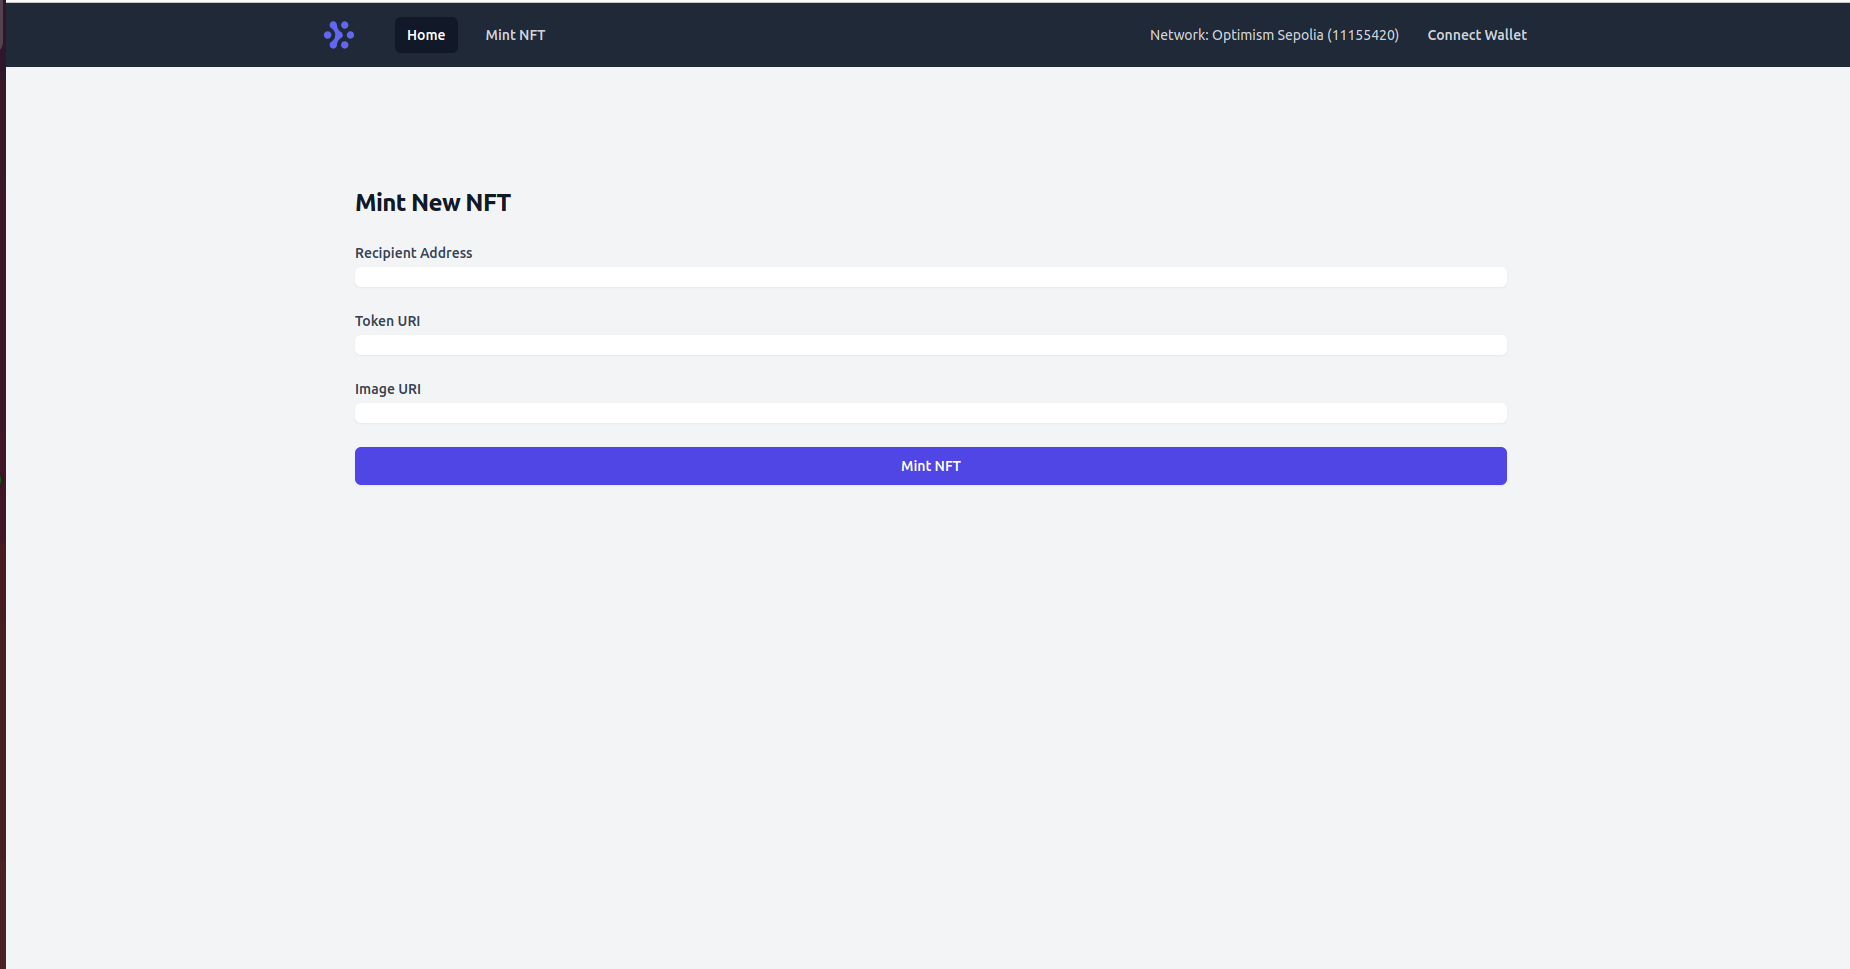 Home Mint NFT Network: Optimism Sepolia (11155420) Connect Wallet
Mint New NFT
Recipient Address
Token URI
Image URI
Mint NFT